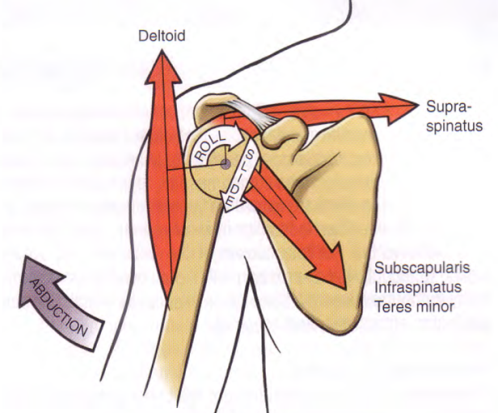 Deltoid
Supra-
spinatus
ROLL
SLIDE
Subscapularis
Infraspinatus
Teres minor
ABDUCTION